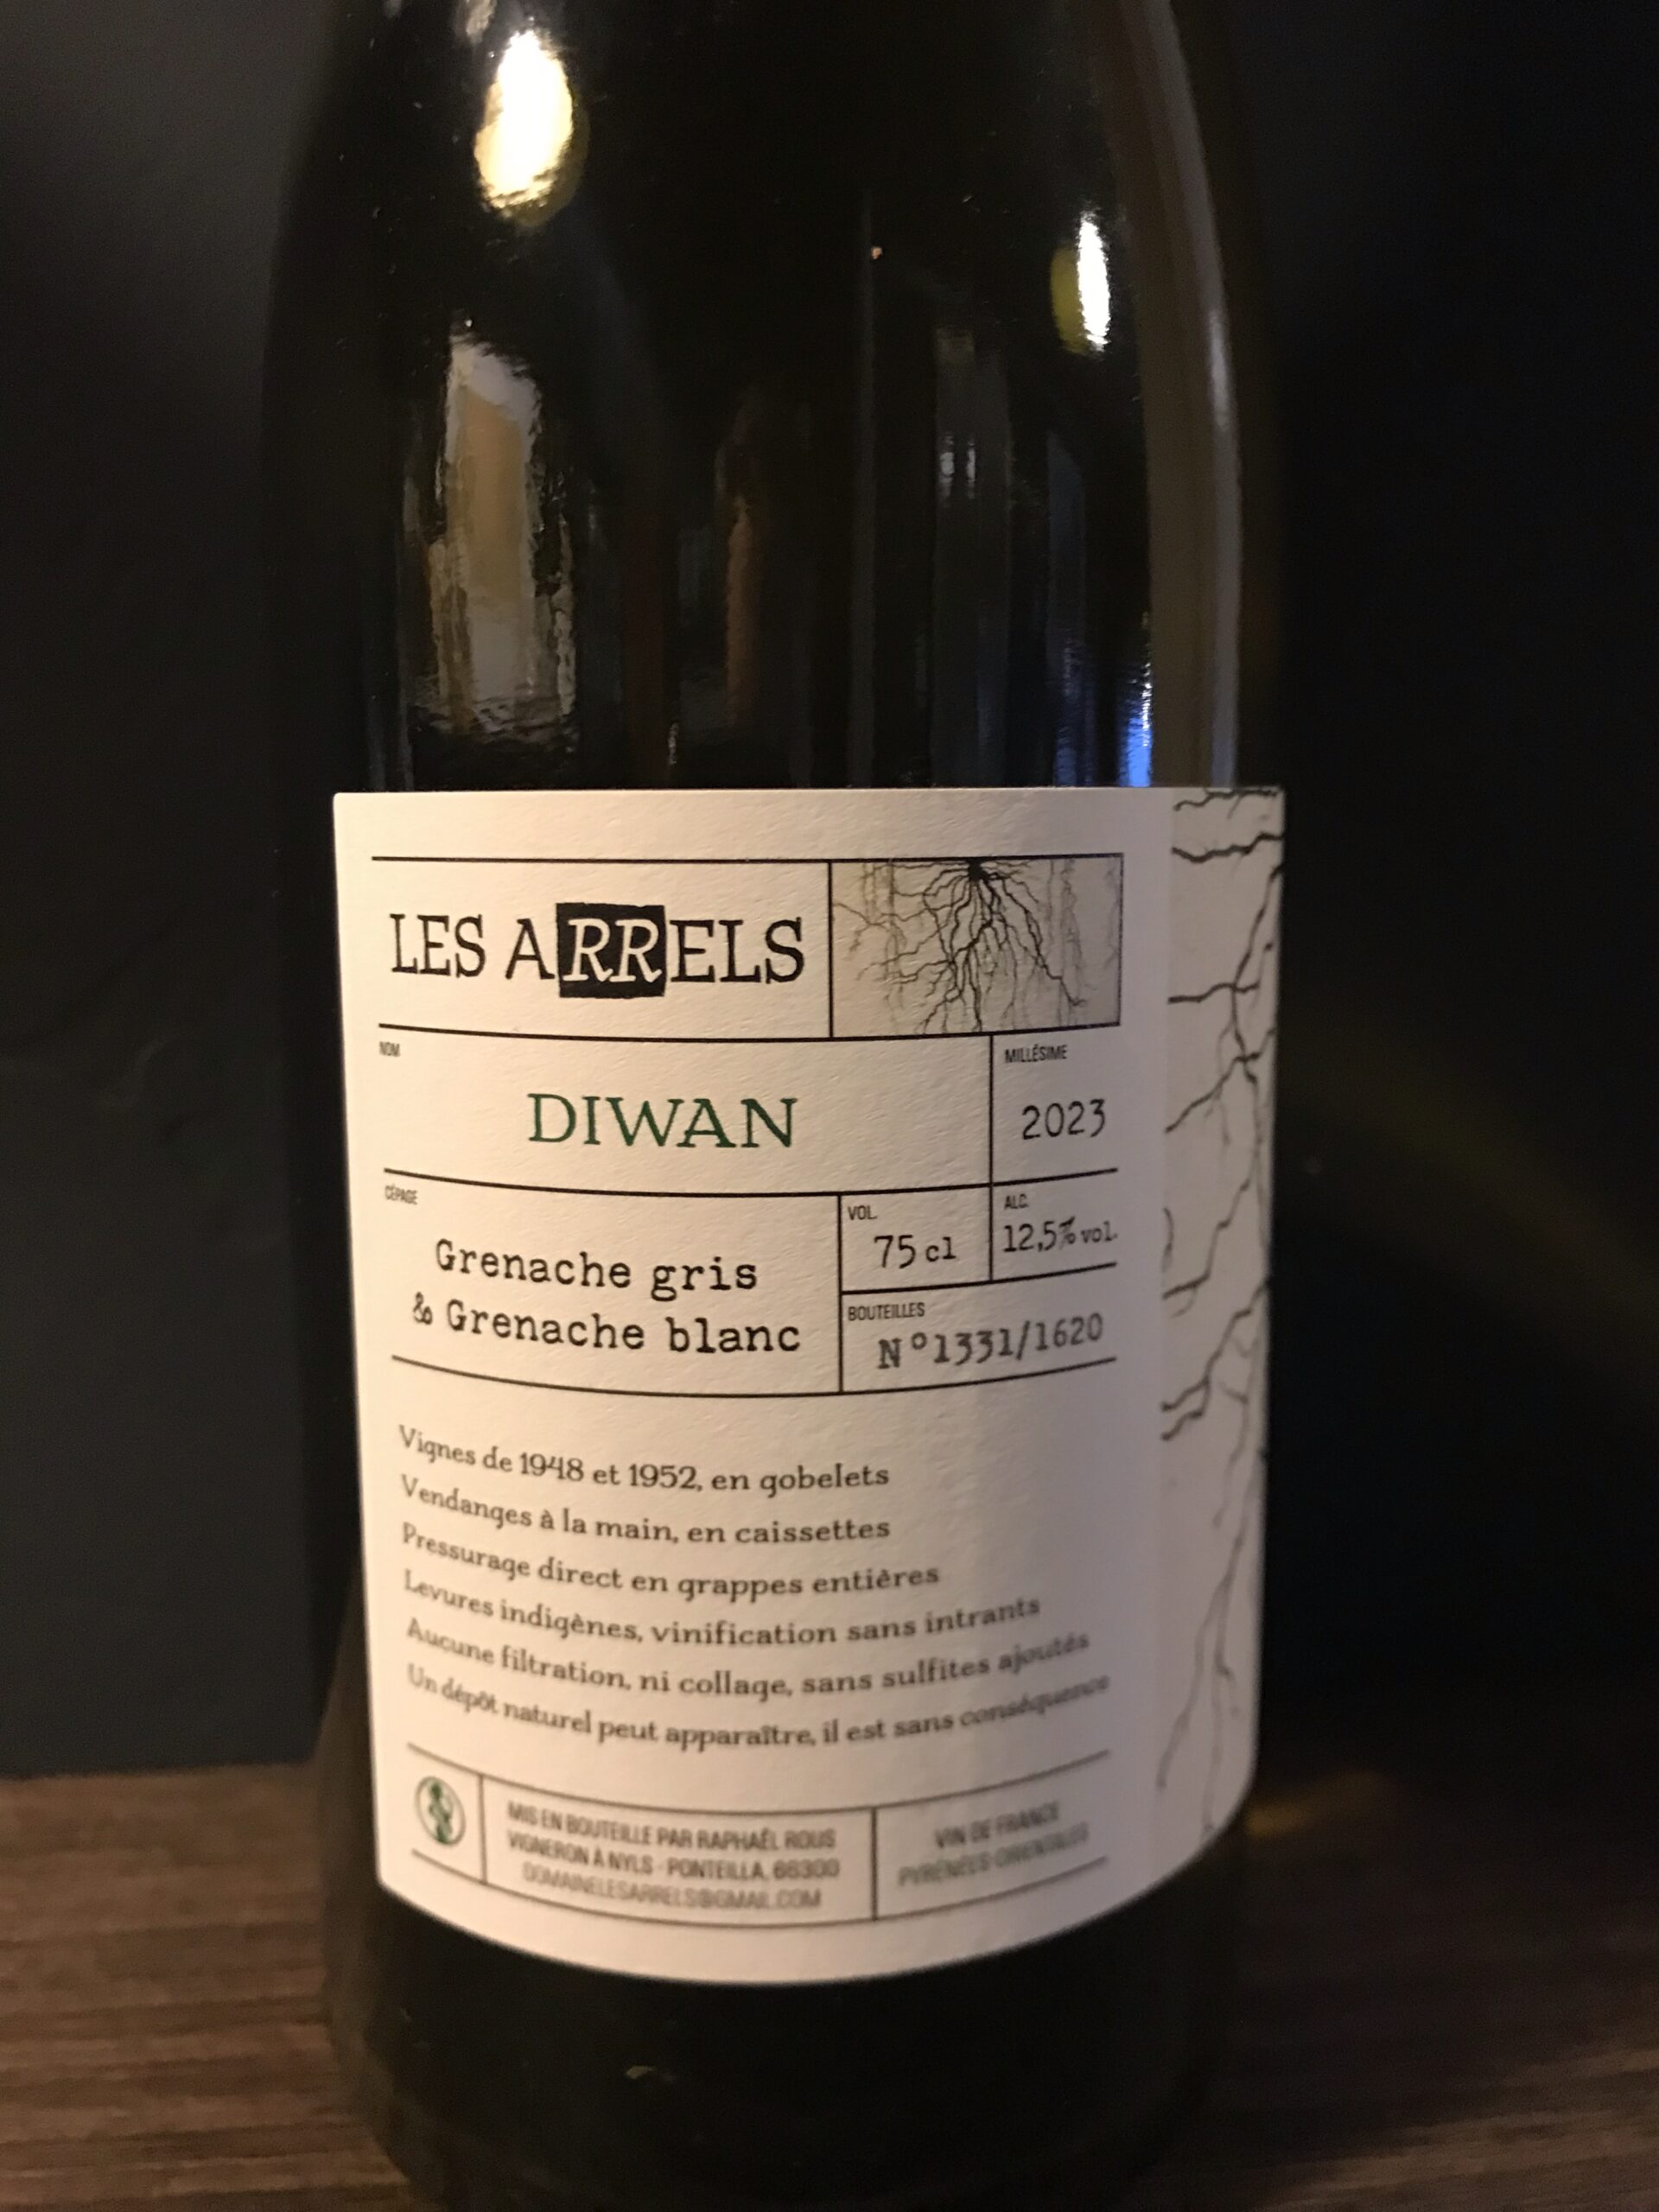 LES ARRELS
NOM
DIWAN
MILLÉSIME
2023
CÉPAGE
Grenache gris
& Grenache blanc
VOL.
75 cl
ALC.
12,5% vol.
BOUTEILLES
N°1331/1620
Vignes de 1948 et 1952, en gobelets
Vendanges à la main, en caissettes
Pressurage direct en grappes entières
Levures indigènes, vinification sans intrants
Aucune filtration, ni collage, sans sulfites ajoutés
Un dépôt naturel peut apparaître, il est sans conséquence
MIS EN BOUTEILLE PAR RAPHAËL ROUS
VIGNERON À NYLS - PONTEILLA, 66300
DOMAINELESARRELS@GMAIL.COM
VIN DE FRANCE
PYRÉNÉES-ORIENTALES